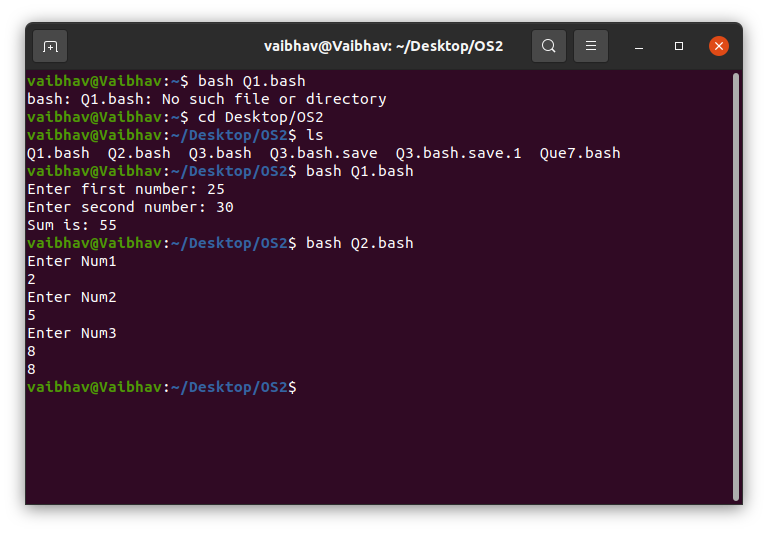 vaibhav@Vaibhav: ~/Desktop/OS2
vaibhav@Vaibhav:~$ bash Q1.bash
bash: Q1.bash: No such file or directory
vaibhav@Vaibhav:~$ cd Desktop/OS2
vaibhav@Vaibhav:~/Desktop/OS2$ ls
Q1.bash  Q2.bash  Q3.bash  Q3.bash.save  Q3.bash.save.1  Que7.bash
vaibhav@Vaibhav:~/Desktop/OS2$ bash Q1.bash
Enter first number: 25
Enter second number: 30
Sum is: 55
vaibhav@Vaibhav:~/Desktop/OS2$ bash Q2.bash
Enter Num1
2
Enter Num2
5
Enter Num3
8
8
vaibhav@Vaibhav:~/Desktop/OS2$